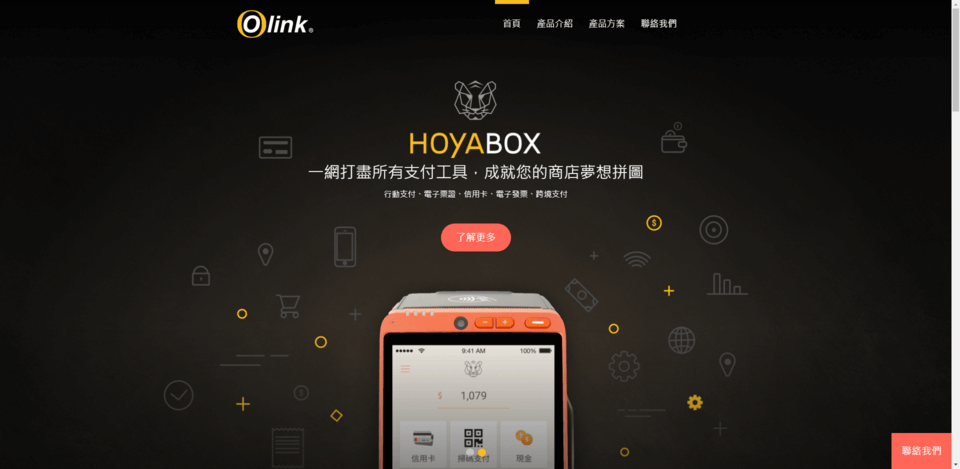 Olink®
首頁 產品介紹 產品方案 聯絡我們
HOYABOX
一網打盡所有支付工具，成就您的商店夢想拼圖
行動支付、電子票證、信用卡、電子發票、跨境支付
了解更多
9:41 AM 100%
$ 1,079
信用卡 掃碼支付 現金
聯絡我們